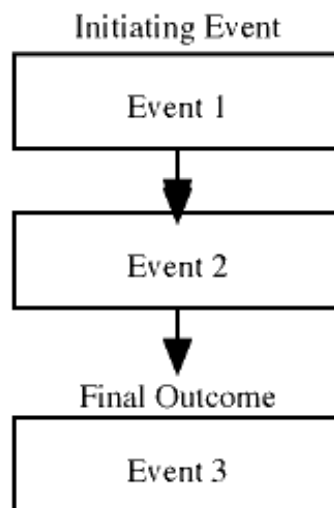 Initiating Event
Event 1
Event 2
Final Outcome
Event 3